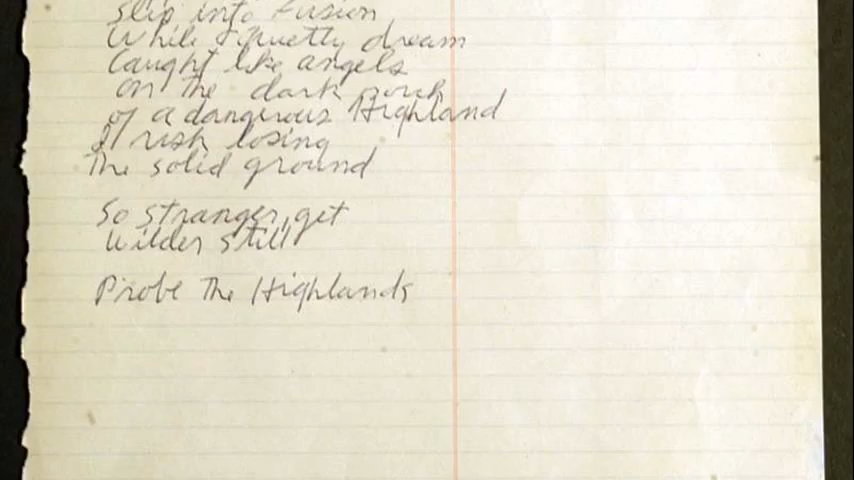 Slip into Fusion
While I quietly dream
Caught like angels
on the dark porch
of a dangerous Highland
I risk losing
The solid ground
So stranger, get
Wilder still
Probe The Highlands